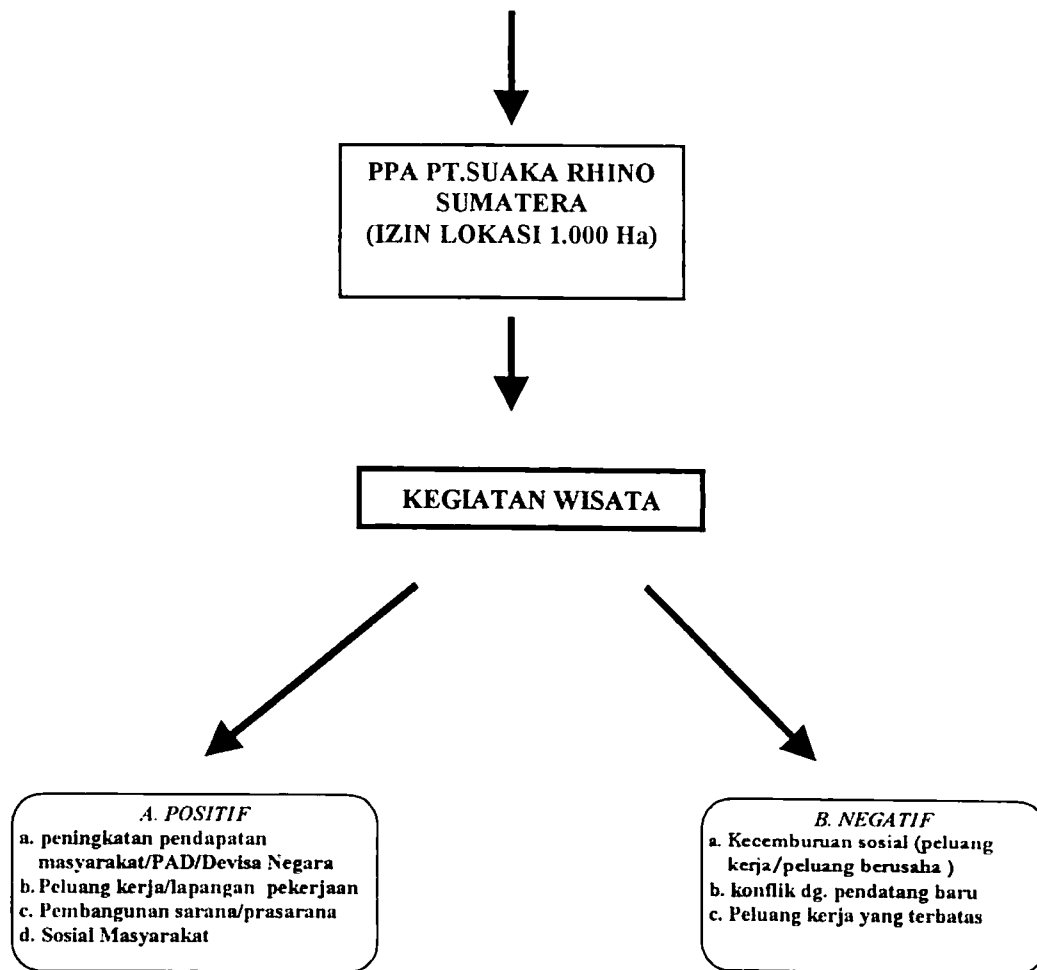 PPA PT.SUAKA RHINO
SUMATERA
(IZIN LOKASI 1.000 Ha)
KEGIATAN WISATA
A. POSITIF
a. peningkatan pendapatan
masyarakat/PAD/Devisa Negara
b. Peluang kerja/lapangan pekerjaan
c. Pembangunan sarana/prasarana
d. Sosial Masyarakat
B. NEGATIF
a. Kecemburuan sosial (peluang
kerja/peluang berusaha )
b. konflik dg. pendatang baru
c. Peluang kerja yang terbatas